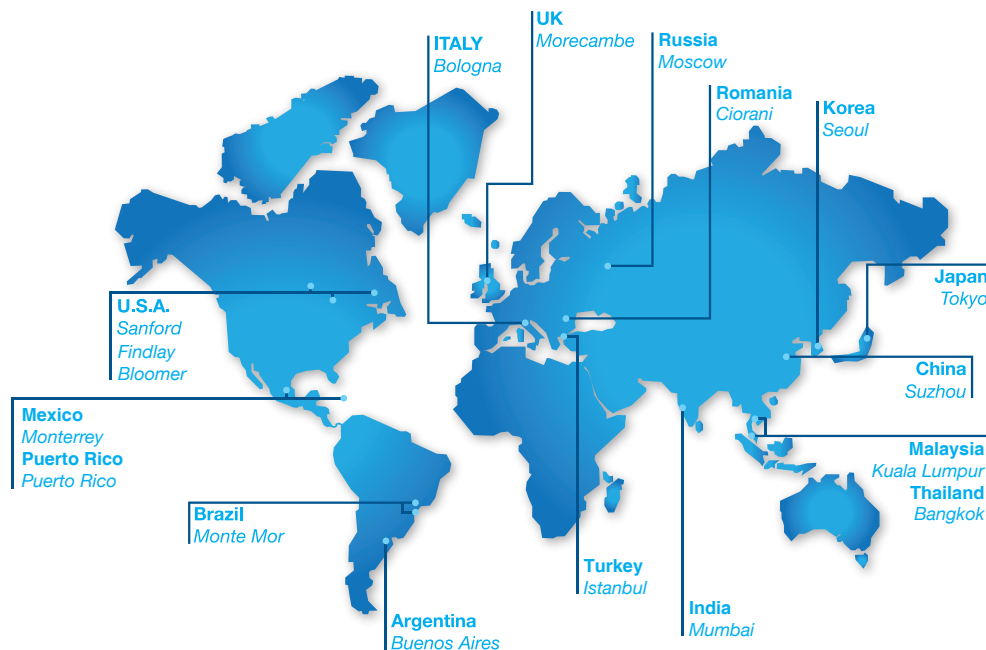 UK
Morecambe
ITALY
Bologna
Russia
Moscow
Romania
Ciorani
Korea
Seoul
Japan
Tokyo
U.S.A.
Sanford
Findlay
Bloomer
China
Suzhou
Mexico
Monterrey
Puerto Rico
Puerto Rico
Malaysia
Kuala Lumpur
Thailand
Bangkok
Brazil
Monte Mor
Turkey
Istanbul
India
Mumbai
Argentina
Buenos Aires